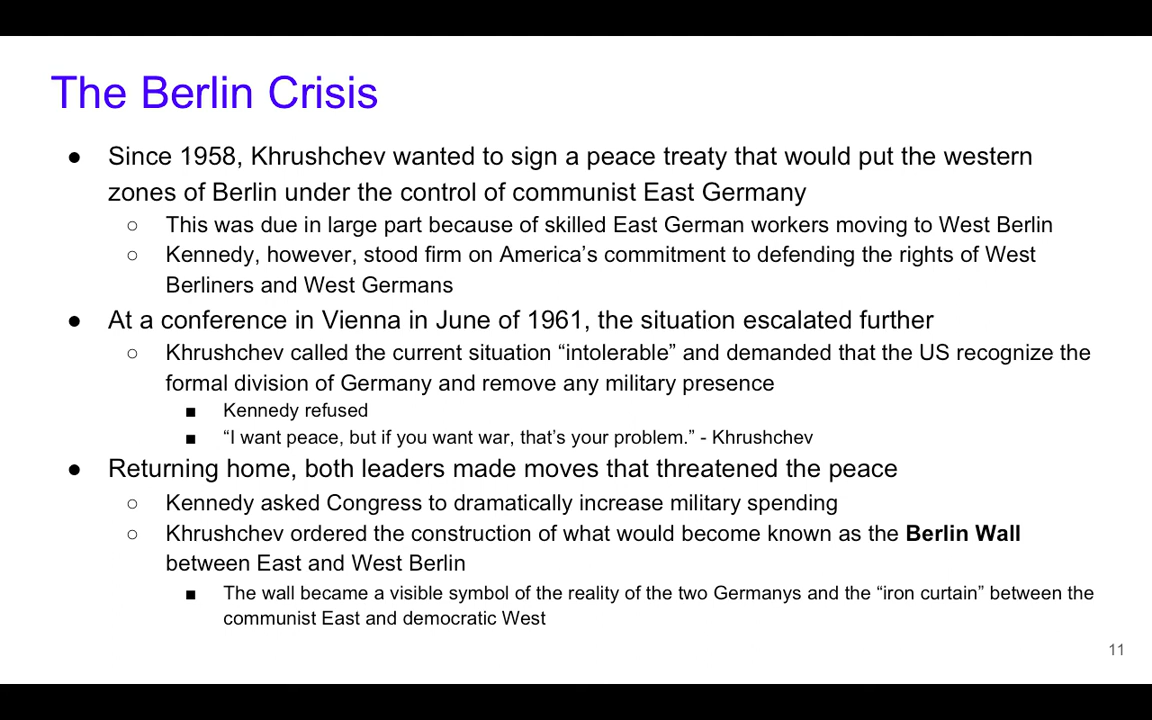 The Berlin Crisis
● Since 1958, Khrushchev wanted to sign a peace treaty that would put the western
zones of Berlin under the control of communist East Germany
○ This was due in large part because of skilled East German workers moving to West Berlin
○ Kennedy, however, stood firm on America’s commitment to defending the rights of West
Berliners and West Germans
● At a conference in Vienna in June of 1961, the situation escalated further
○ Khrushchev called the current situation “intolerable” and demanded that the US recognize the
formal division of Germany and remove any military presence
■ Kennedy refused
■ “I want peace, but if you want war, that’s your problem.” - Khrushchev
● Returning home, both leaders made moves that threatened the peace
○ Kennedy asked Congress to dramatically increase military spending
○ Khrushchev ordered the construction of what would become known as the Berlin Wall
between East and West Berlin
■ The wall became a visible symbol of the reality of the two Germanys and the “iron curtain” between the
communist East and democratic West
11